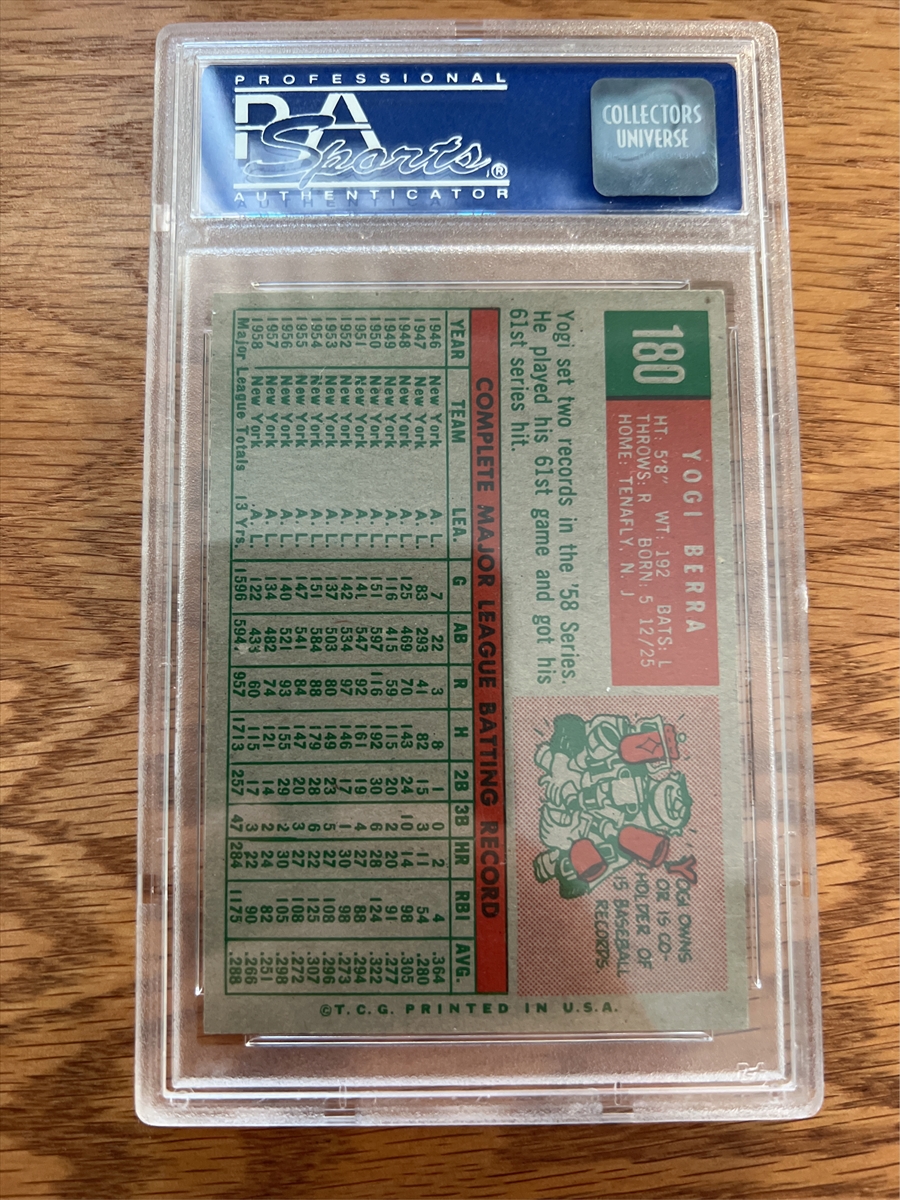 PROFESSIONAL
PSA
Sports®
AUTHENTICATOR
COLLECTORS
UNIVERSE
180
YOGI BERRA
HT: 5'8" WT: 192 BATS: L
THROWS: R BORN: 5 12/25
HOME: TENAFLY, N. J
YOGI OWNS
OR IS CO-
HOLDER OF
15 BASEBALL
RECORDS.
Yogi set two records in the '58 Series.
He played his 61st game and got his
61st series hit.
COMPLETE MAJOR LEAGUE BATTING RECORD
YEAR TEAM LEA. G AB R H 2B 3B HR RBI AVG.
1946 New York A. L. 7 22 3 8 1 0 2 4 .364
1947 New York A. L. 83 293 41 82 15 3 11 54 .280
1948 New York A. L. 125 469 70 143 24 10 14 98 .305
1949 New York A. L. 116 415 59 115 20 2 20 91 .277
1950 New York A. L. 151 597 116 192 30 6 28 124 .322
1951 New York A. L. 141 547 92 161 19 4 27 88 .294
1952 New York A. L. 142 534 97 146 17 1 30 98 .273
1953 New York A. L. 137 503 80 149 23 5 27 108 .296
1954 New York A. L. 151 584 88 179 28 6 22 125 .307
1955 New York A. L. 147 541 84 147 20 3 27 108 .272
1956 New York A. L. 140 521 93 155 29 2 30 105 .298
1957 New York A. L. 134 482 74 121 14 2 24 82 .251
1958 New York A. L. 122 433 60 115 17 3 22 90 .266
Major League Totals 13 Yrs. 1596 5941 957 1713 257 47 284 1175 .288
©T.C.G. PRINTED IN U.S.A.